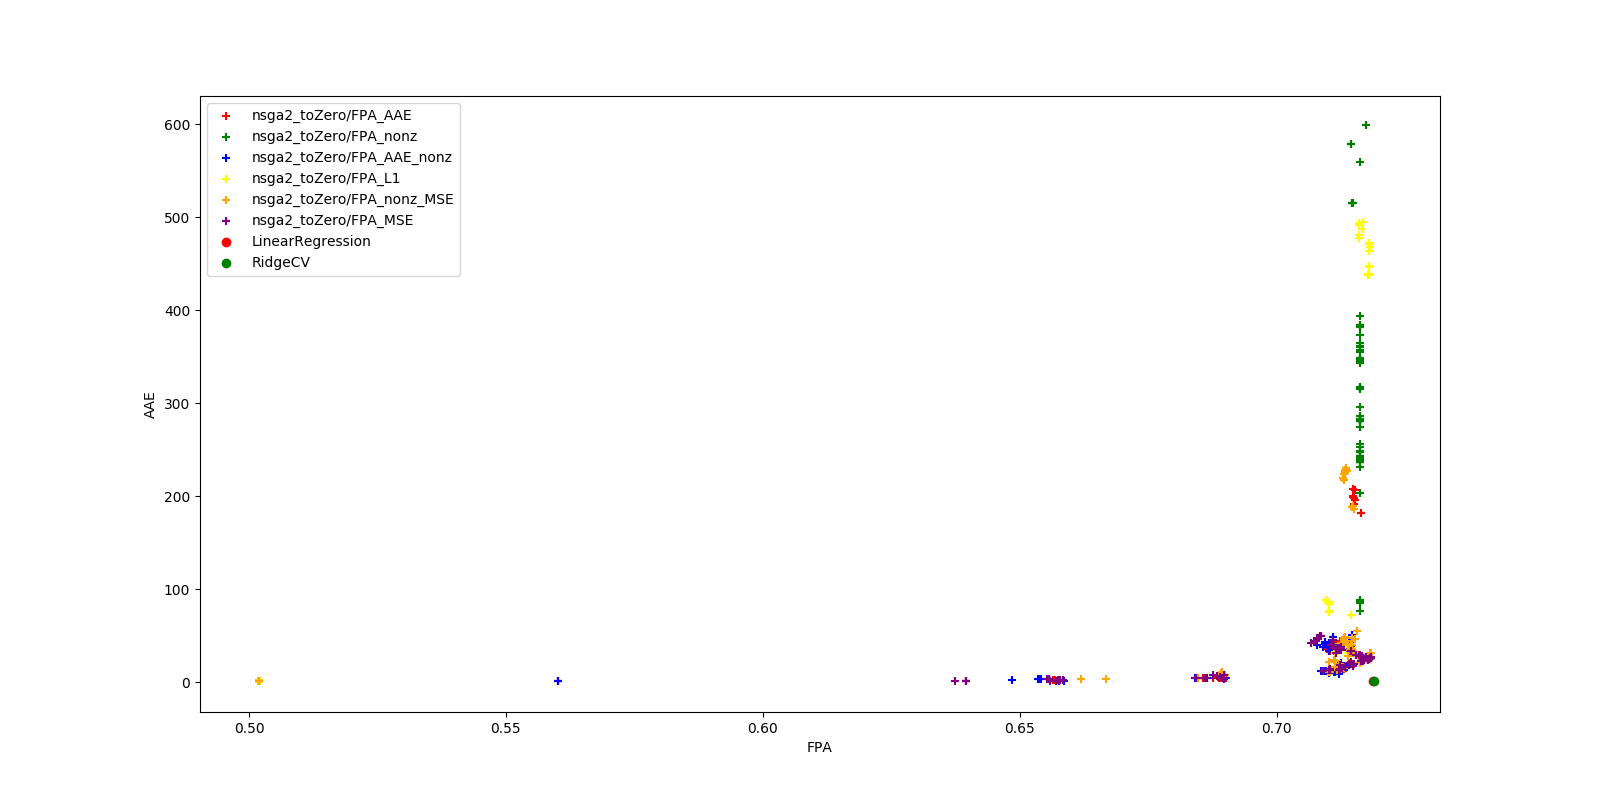 nsga2_toZero/FPA_AAE
nsga2_toZero/FPA_nonz
nsga2_toZero/FPA_AAE_nonz
nsga2_toZero/FPA_L1
nsga2_toZero/FPA_nonz_MSE
nsga2_toZero/FPA_MSE
LinearRegression
RidgeCV
600
500
400
300
200
100
0
AAE
0.50 0.55 0.60 0.65 0.70
FPA